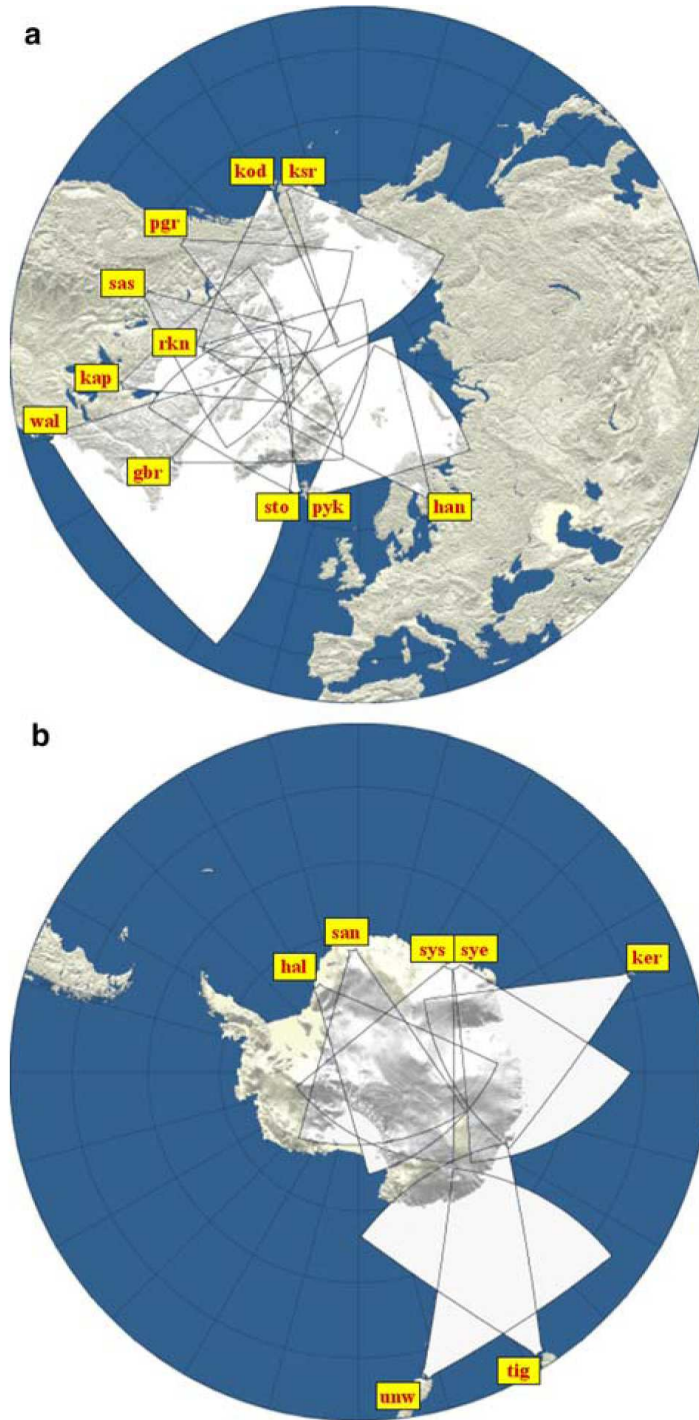 a
kod ksr
pgr
sas
rkn
kap
wal
gbr
sto pyk han
b
san
sys sye
hal
ker
tig
unw